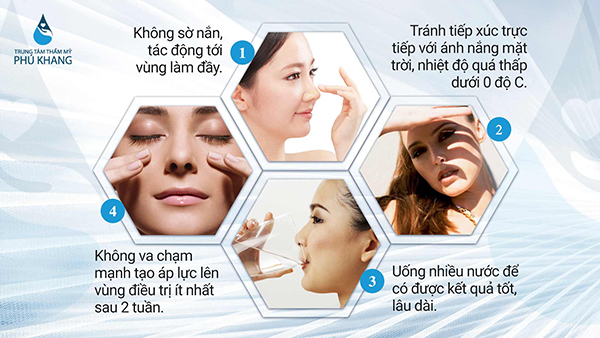 TRUNG TÂM THẨM MỸ
PHÚ KHANG
Không sờ nắn,
tác động tới
vùng làm đầy.
1
Tránh tiếp xúc trực
tiếp với ánh nắng mặt
trời, nhiệt độ quá thấp
dưới 0 độ C.
2
4
Không va chạm
mạnh tạo áp lực lên
vùng điều trị ít nhất
sau 2 tuần.
3
Uống nhiều nước để
có được kết quả tốt,
lâu dài.